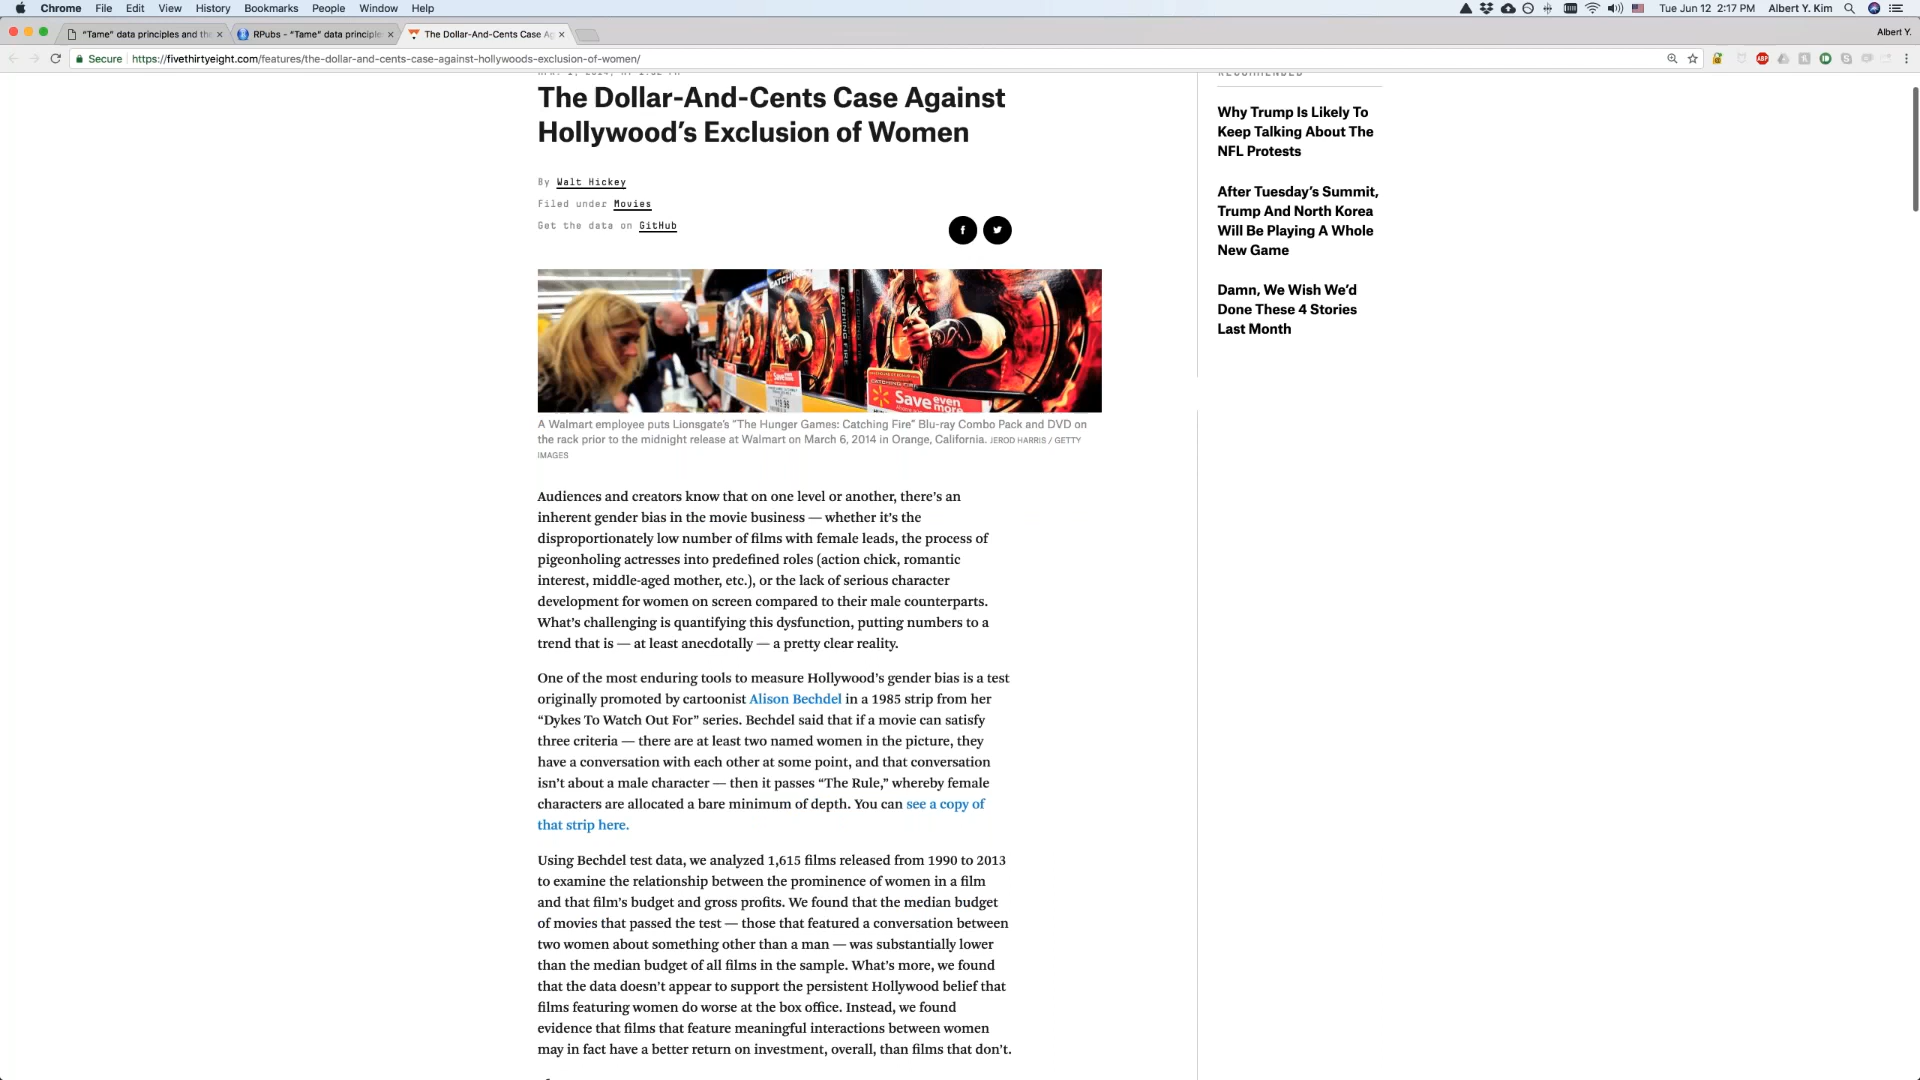 Chrome File Edit View History Bookmarks People Window Help Tue Jun 12 2:17 PM Albert Y. Kim
"Tame" data principles and the RPubs - "Tame" data principle The Dollar-And-Cents Case Ag Albert Y.
Secure https://fivethirtyeight.com/features/the-dollar-and-cents-case-against-hollywoods-exclusion-of-women/
The Dollar-And-Cents Case Against
Hollywood's Exclusion of Women
By Walt Hickey
Filed under Movies
Get the data on GitHub
CATCHING FIRE
Save even
more
A Walmart employee puts Lionsgate's "The Hunger Games: Catching Fire" Blu-ray Combo Pack and DVD on
the rack prior to the midnight release at Walmart on March 6, 2014 in Orange, California. JEROD HARRIS / GETTY
IMAGES
Audiences and creators know that on one level or another, there's an
inherent gender bias in the movie business — whether it's the
disproportionately low number of films with female leads, the process of
pigeonholing actresses into predefined roles (action chick, romantic
interest, middle-aged mother, etc.), or the lack of serious character
development for women on screen compared to their male counterparts.
What's challenging is quantifying this dysfunction, putting numbers to a
trend that is — at least anecdotally — a pretty clear reality.
One of the most enduring tools to measure Hollywood's gender bias is a test
originally promoted by cartoonist Alison Bechdel in a 1985 strip from her
"Dykes To Watch Out For" series. Bechdel said that if a movie can satisfy
three criteria — there are at least two named women in the picture, they
have a conversation with each other at some point, and that conversation
isn't about a male character — then it passes "The Rule," whereby female
characters are allocated a bare minimum of depth. You can see a copy of
that strip here.
Using Bechdel test data, we analyzed 1,615 films released from 1990 to 2013
to examine the relationship between the prominence of women in a film
and that film's budget and gross profits. We found that the median budget
of movies that passed the test — those that featured a conversation between
two women about something other than a man — was substantially lower
than the median budget of all films in the sample. What's more, we found
that the data doesn't appear to support the persistent Hollywood belief that
films featuring women do worse at the box office. Instead, we found
evidence that films that feature meaningful interactions between women
may in fact have a better return on investment, overall, than films that don't.
RECOMMENDED
Why Trump Is Likely To
Keep Talking About The
NFL Protests
After Tuesday's Summit,
Trump And North Korea
Will Be Playing A Whole
New Game
Damn, We Wish We'd
Done These 4 Stories
Last Month